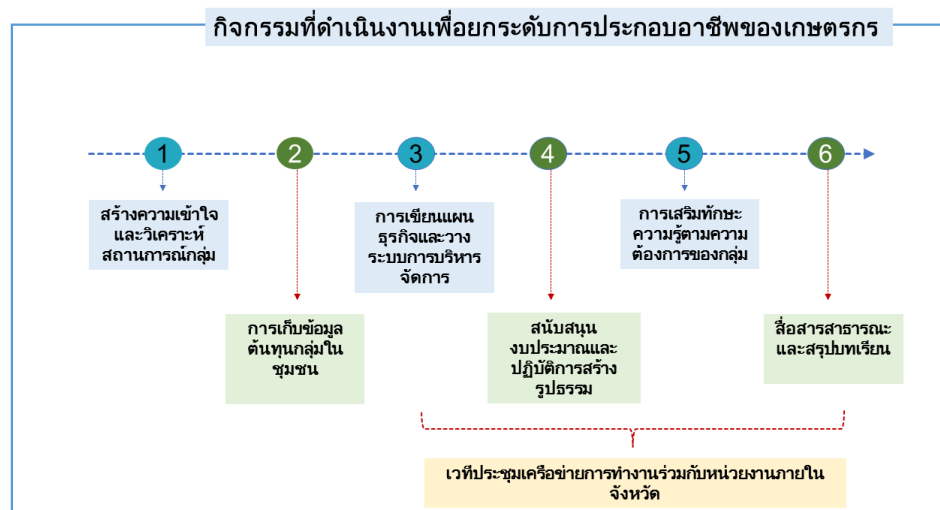 กิจกรรมที่ดำเนินงานเพื่อยกระดับการประกอบอาชีพของเกษตรกร
1
2
3
4
5
6
สร้างความเข้าใจ
และวิเคราะห์
สถานการณ์กลุ่ม
การเก็บข้อมูล
ต้นทุนกลุ่มใน
ชุมชน
การเขียนแผน
ธุรกิจและวาง
ระบบการบริหาร
จัดการ
สนับสนุน
งบประมาณและ
ปฏิบัติการสร้าง
รูปธรรม
การเสริมทักษะ
ความรู้ตามความ
ต้องการของกลุ่ม
สื่อสารสาธารณะ
และสรุปบทเรียน
เวทีประชุมเครือข่ายการทำงานร่วมกับหน่วยงานภายใน
จังหวัด